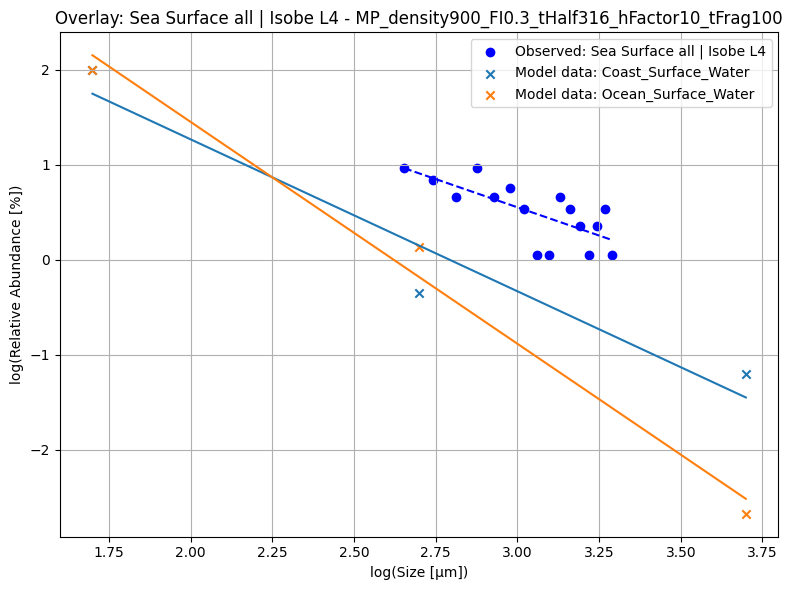 Overlay: Sea Surface all | Isobe L4 - MP_density900_FI0.3_tHalf316_hFactor10_tFrag100
Observed: Sea Surface all | Isobe L4
Model data: Coast_Surface_Water
Model data: Ocean_Surface_Water
log(Relative Abundance [%])
2
1
0
−1
−2
1.75
2.00
2.25
2.50
2.75
3.00
3.25
3.50
3.75
log(Size [µm])